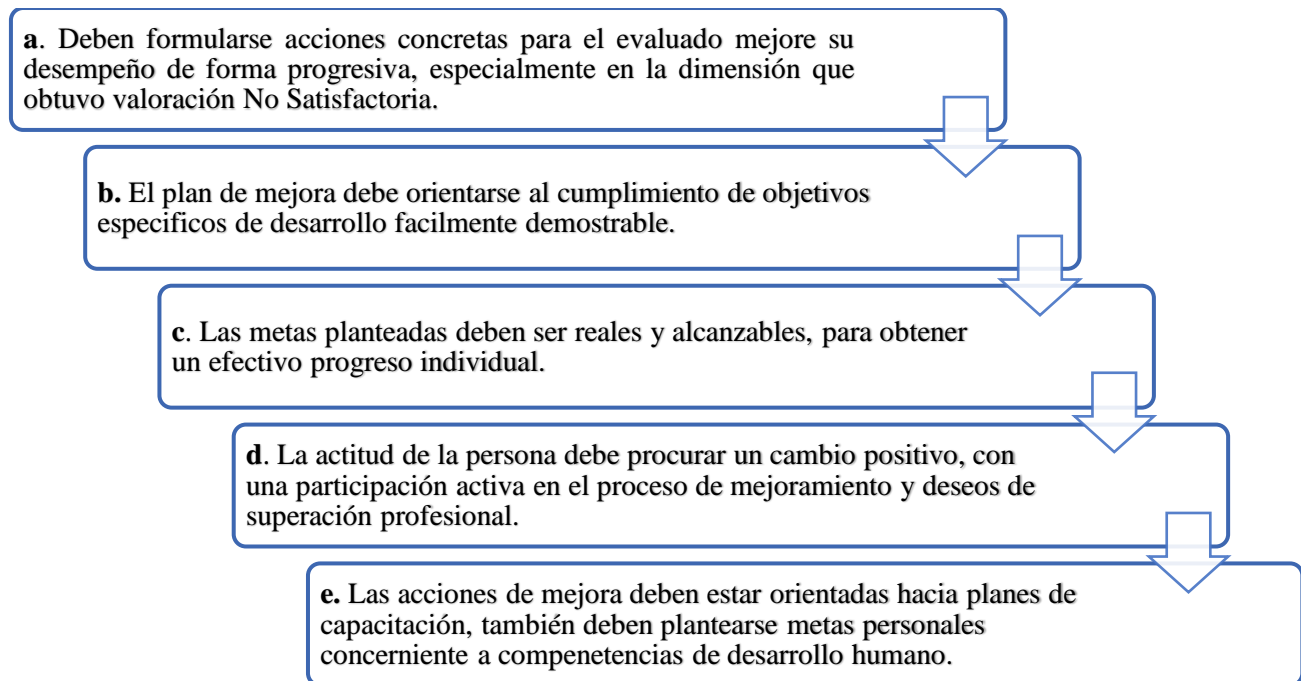 a. Deben formularse acciones concretas para el evaluado mejore su
desempeño de forma progresiva, especialmente en la dimensión que
obtuvo valoración No Satisfactoria.
b. El plan de mejora debe orientarse al cumplimiento de objetivos
especificos de desarrollo facilmente demostrable.
c. Las metas planteadas deben ser reales y alcanzables, para obtener
un efectivo progreso individual.
d. La actitud de la persona debe procurar un cambio positivo, con
una participación activa en el proceso de mejoramiento y deseos de
superación profesional.
e. Las acciones de mejora deben estar orientadas hacia planes de
capacitación, también deben plantearse metas personales
concerniente a compenetencias de desarrollo humano.